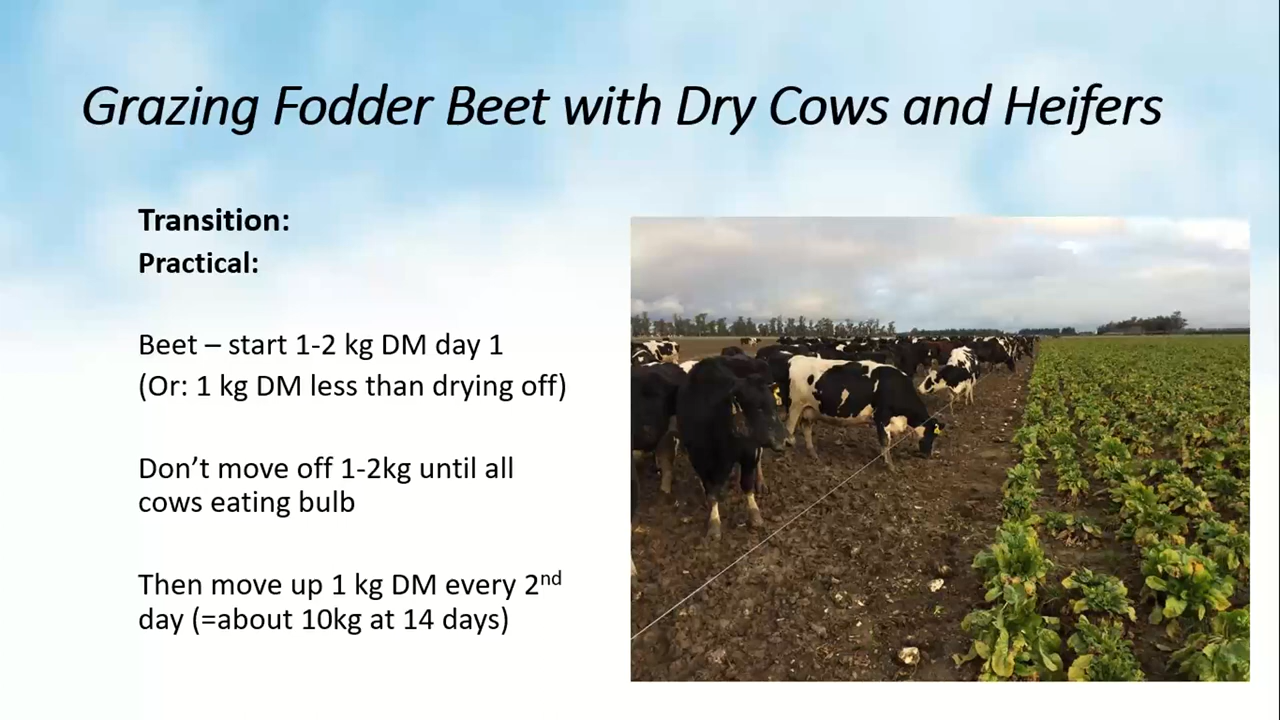 Grazing Fodder Beet with Dry Cows and Heifers
Transition:
Practical:
Beet – start 1-2 kg DM day 1
(Or: 1 kg DM less than drying off)
Don’t move off 1-2kg until all
cows eating bulb
Then move up 1 kg DM every 2nd
day (=about 10kg at 14 days)